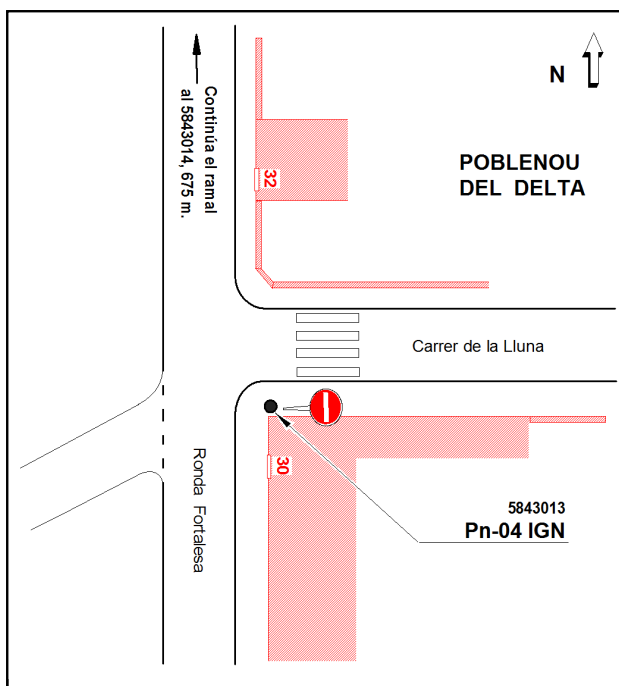 Continúa el ramal
al 5843014, 675 m.
N
POBLENOU
DEL DELTA
32
Carrer de la Lluna
30
Ronda Fortalesa
5843013
Pn-04 IGN